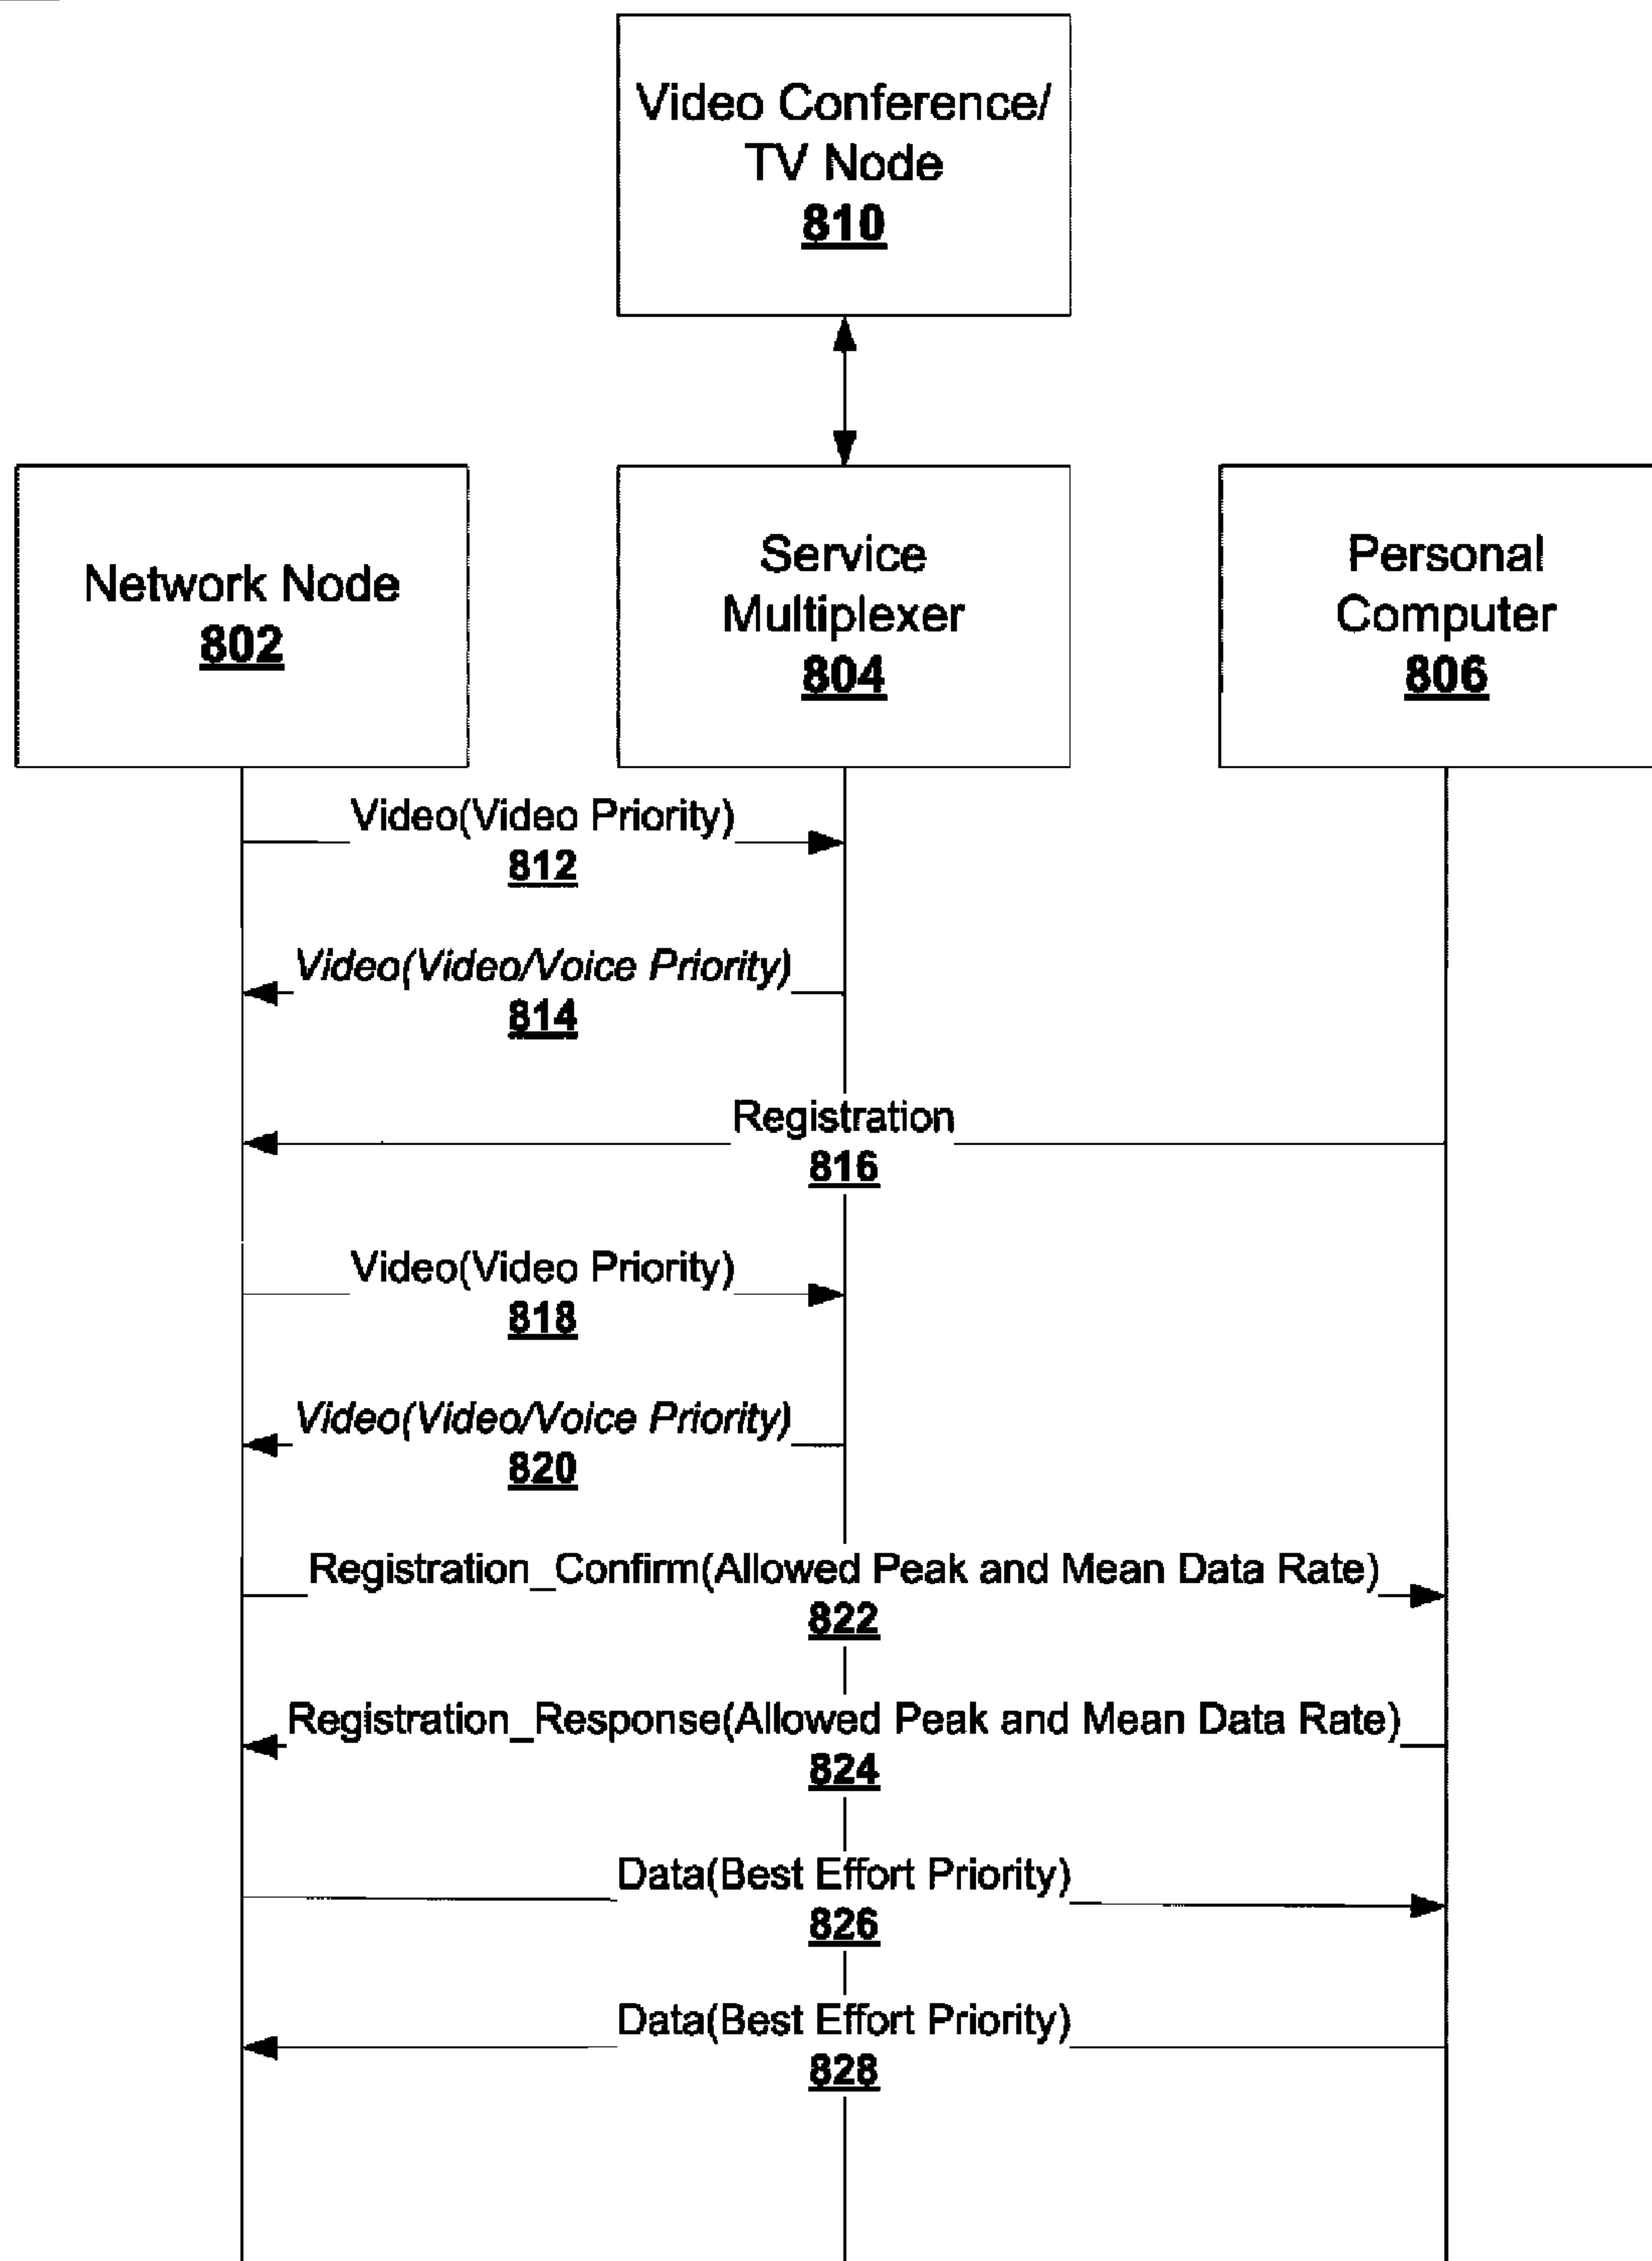 Video Conference/
TV Node
810
Network Node
802
Service
Multiplexer
804
Personal
Computer
806
Video(Video Priority)
812
Video(Video/Voice Priority)
814
Registration
816
Video(Video Priority)
818
Video(Video/Voice Priority)
820
Registration_Confirm(Allowed Peak and Mean Data Rate)
822
Registration_Response(Allowed Peak and Mean Data Rate)
824
Data(Best Effort Priority)
826
Data(Best Effort Priority)
828